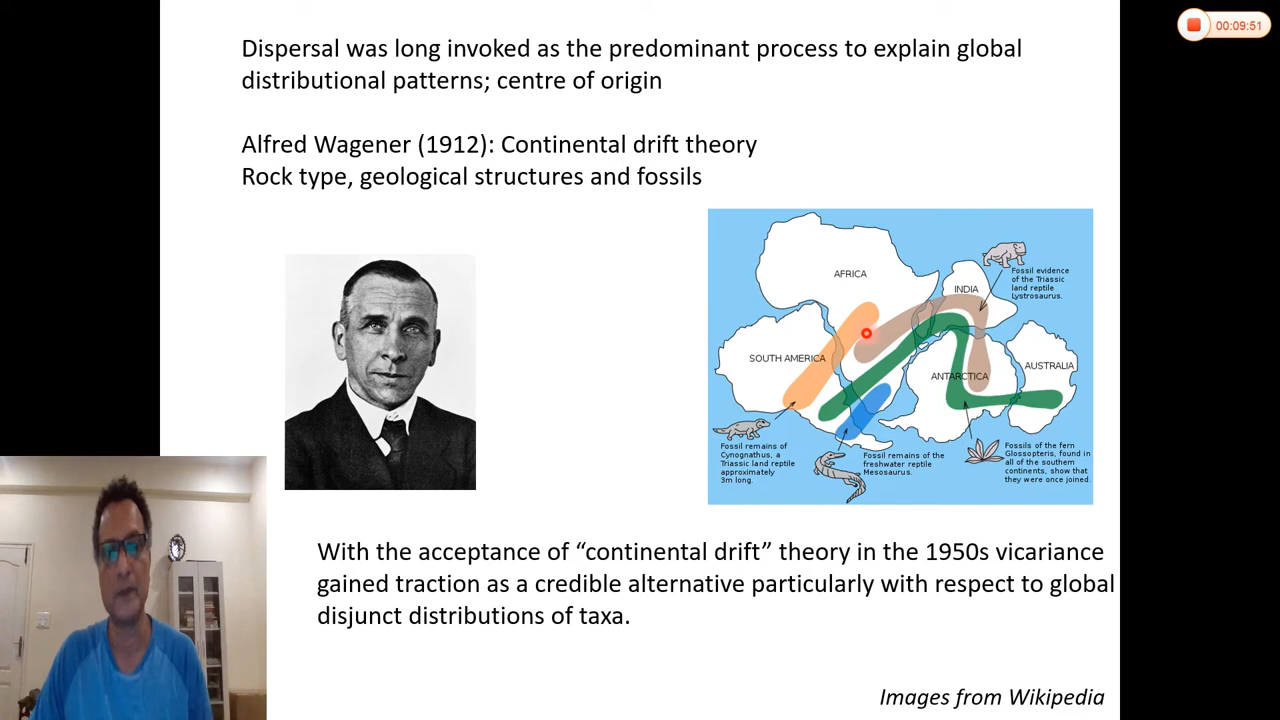 00:09:51
Dispersal was long invoked as the predominant process to explain global
distributional patterns; centre of origin
Alfred Wagener (1912): Continental drift theory
Rock type, geological structures and fossils
AFRICA
INDIA
Fossil evidence
of the Triassic
land reptile
Lystrosaurus.
SOUTH AMERICA
ANTARCTICA
AUSTRALIA
Fossil remains of
Cynognathus, a
Triassic land reptile
approximately
3m long.
Fossil remains of the
freshwater reptile
Mesosaurus.
Fossils of the fern
Glossopteris, found in
all of the southern
continents, show that
they were once joined.
With the acceptance of “continental drift” theory in the 1950s vicariance
gained traction as a credible alternative particularly with respect to global
disjunct distributions of taxa.
Images from Wikipedia